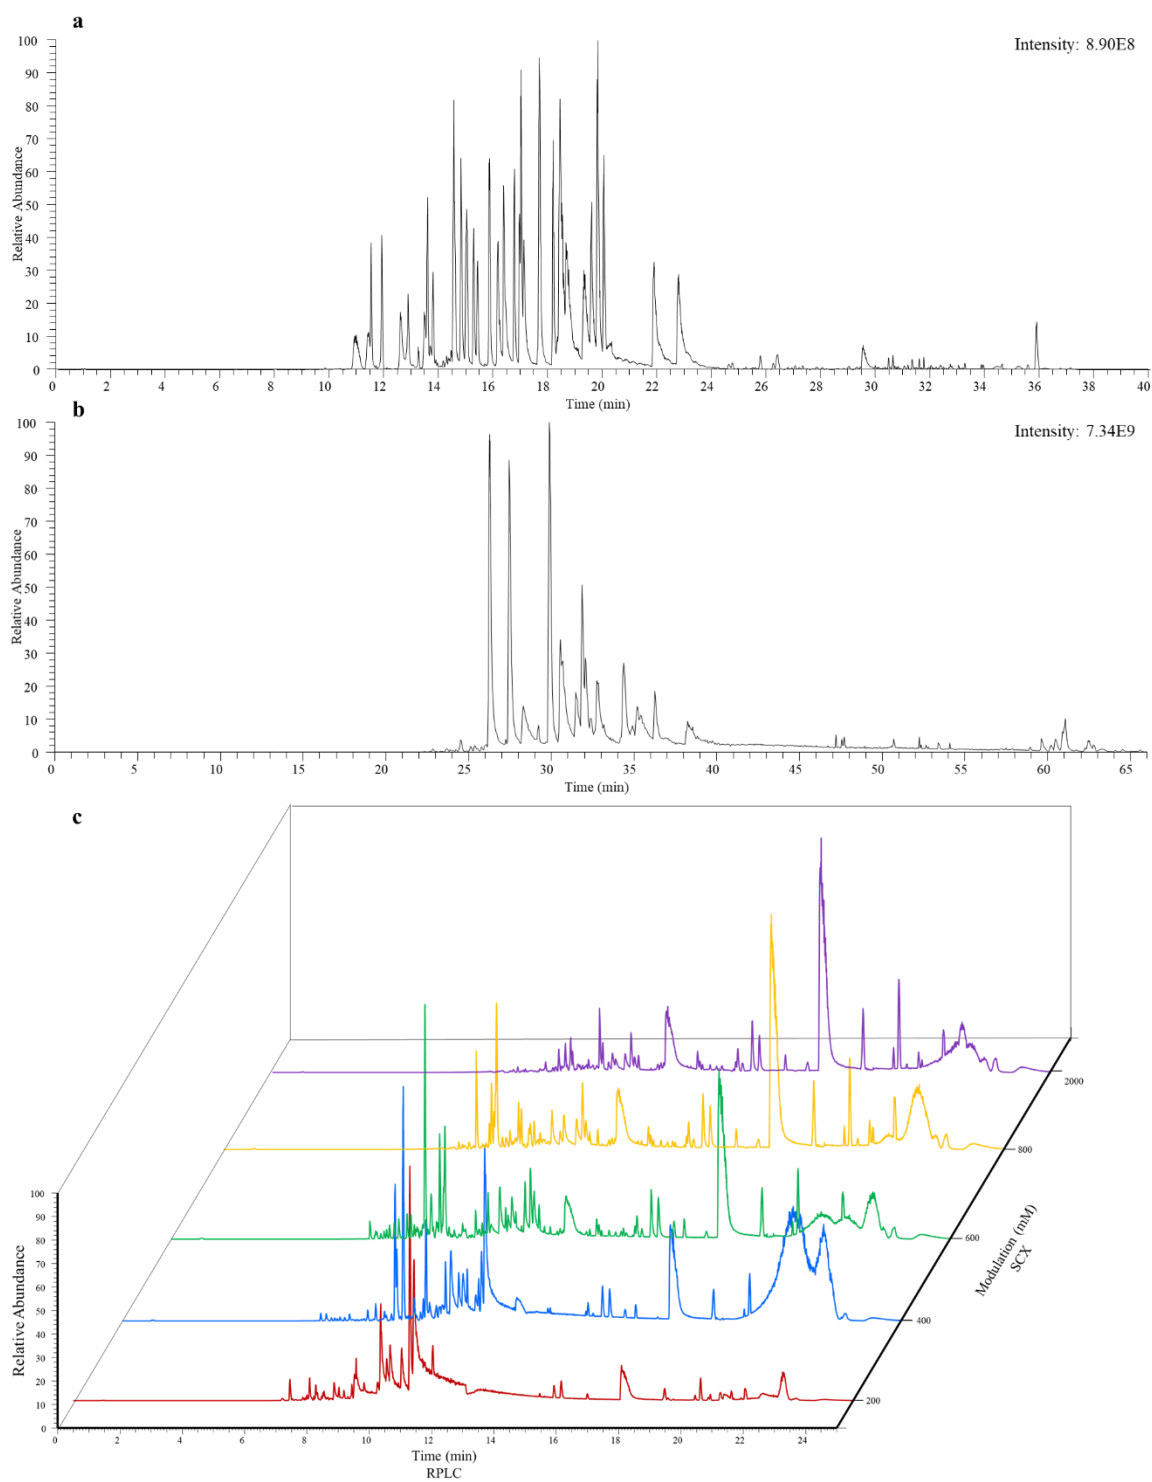 a
Intensity: 8.90E8
Relative Abundance
100
90
80
70
60
50
40
30
20
10
0
0 2 4 6 8 10 12 14 16 18 20 22 24 26 28 30 32 34 36 38 40
Time (min)
b
Intensity: 7.34E9
Relative Abundance
100
90
80
70
60
50
40
30
20
10
0
0 5 10 15 20 25 30 35 40 45 50 55 60 65
Time (min)
c
Relative Abundance
100
90
80
70
60
50
40
30
20
10
0
0 2 4 6 8 10 12 14 16 18 20 22 24
Time (min)
RPLC
2000
800
600
400
200
Modulation (mM)
SCX